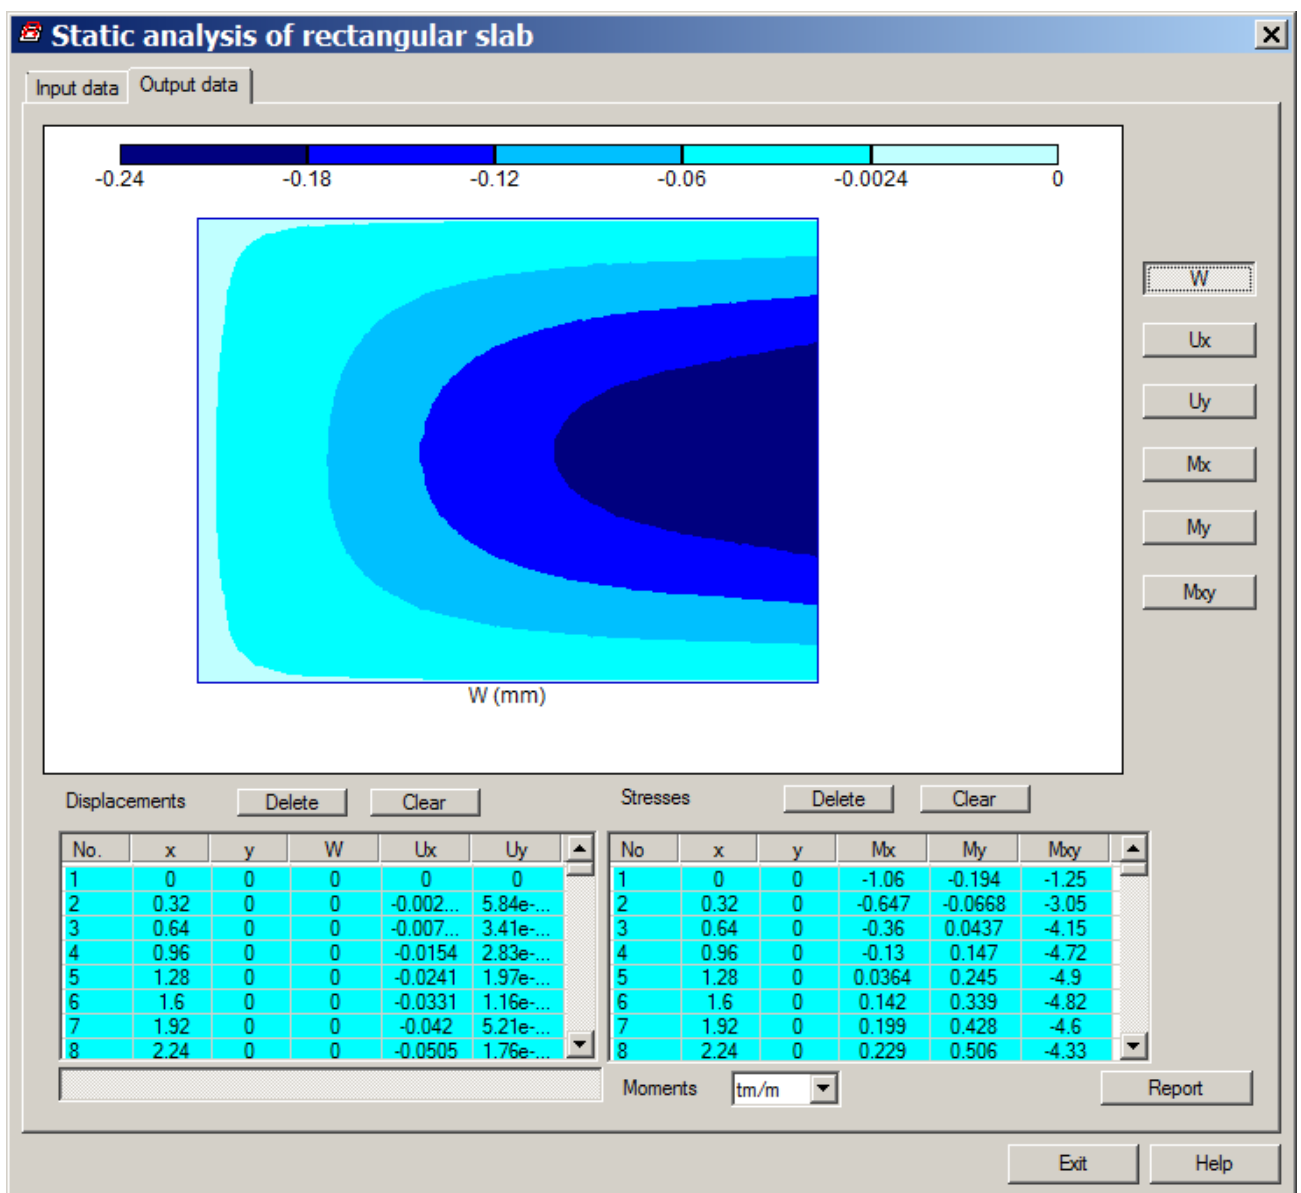 Static analysis of rectangular slab
Input data Output data
-0.24 -0.18 -0.12 -0.06 -0.0024 0
W
Ux
Uy
Mx
My
Mxy
W (mm)
Displacements Delete Clear
No. x y W Ux Uy
1 0 0 0 0 0
2 0.32 0 0 -0.002... 5.84e-...
3 0.64 0 0 -0.007... 3.41e-...
4 0.96 0 0 -0.0154 2.83e-...
5 1.28 0 0 -0.0241 1.97e-...
6 1.6 0 0 -0.0331 1.16e-...
7 1.92 0 0 -0.042 5.21e-...
8 2.24 0 0 -0.0505 1.76e-...
Stresses Delete Clear
No x y Mx My Mxy
1 0 0 -1.06 -0.194 -1.25
2 0.32 0 -0.647 -0.0668 -3.05
3 0.64 0 -0.36 0.0437 -4.15
4 0.96 0 -0.13 0.147 -4.72
5 1.28 0 0.0364 0.245 -4.9
6 1.6 0 0.142 0.339 -4.82
7 1.92 0 0.199 0.428 -4.6
8 2.24 0 0.229 0.506 -4.33
Moments tm/m Report
Exit Help